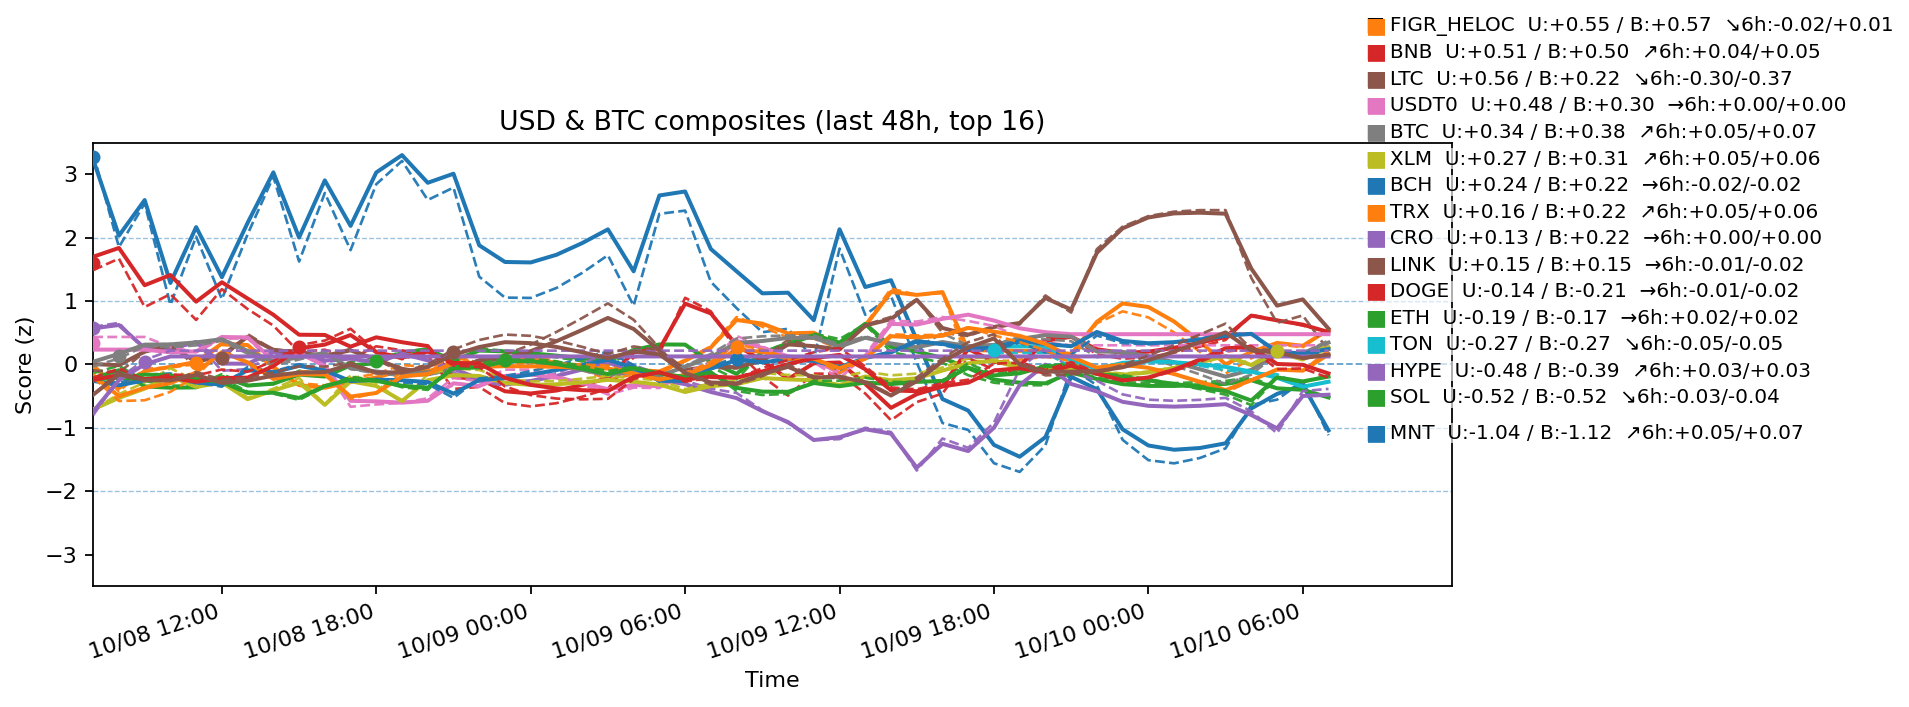 FIGR_HELOC  U:+0.55 / B:+0.57  ↘6h:-0.02/+0.01
BNB  U:+0.51 / B:+0.50  ↗6h:+0.04/+0.05
LTC  U:+0.56 / B:+0.22  ↘6h:-0.30/-0.37
USDT0  U:+0.48 / B:+0.30  →6h:+0.00/+0.00
BTC  U:+0.34 / B:+0.38  ↗6h:+0.05/+0.07
XLM  U:+0.27 / B:+0.31  ↗6h:+0.05/+0.06
BCH  U:+0.24 / B:+0.22  →6h:-0.02/-0.02
TRX  U:+0.16 / B:+0.22  ↗6h:+0.05/+0.06
CRO  U:+0.13 / B:+0.22  →6h:+0.00/+0.00
LINK  U:+0.15 / B:+0.15  →6h:-0.01/-0.02
DOGE  U:-0.14 / B:-0.21  →6h:-0.01/-0.02
ETH  U:-0.19 / B:-0.17  →6h:+0.02/+0.02
TON  U:-0.27 / B:-0.27  ↘6h:-0.05/-0.05
HYPE  U:-0.48 / B:-0.39  ↗6h:+0.03/+0.03
SOL  U:-0.52 / B:-0.52  ↘6h:-0.03/-0.04
MNT  U:-1.04 / B:-1.12  ↗6h:+0.05/+0.07
USD & BTC composites (last 48h, top 16)
Score (z)
3
2
1
0
−1
−2
−3
10/08 12:00
10/08 18:00
10/09 00:00
10/09 06:00
10/09 12:00
10/09 18:00
10/10 00:00
10/10 06:00
Time